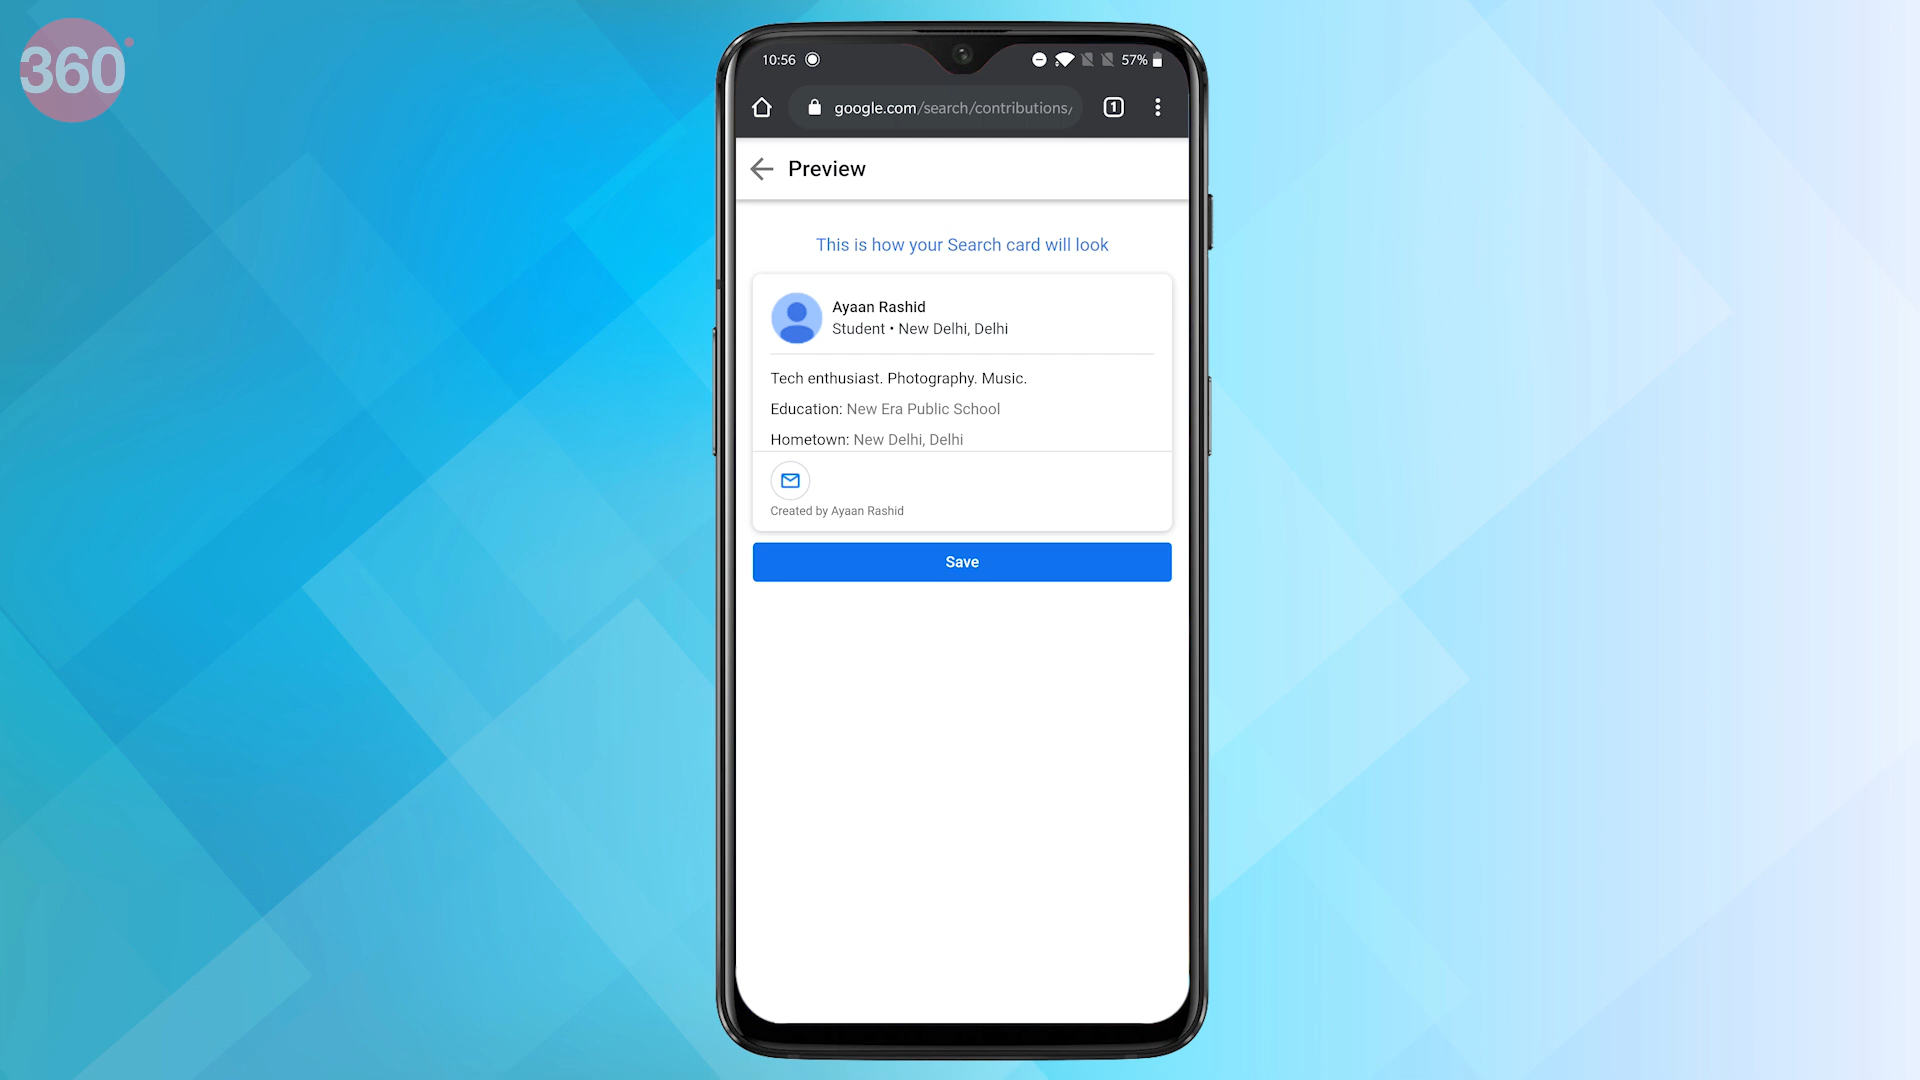 360
10:56
57%
google.com/search/contributions/
1
Preview
This is how your Search card will look
Ayaan Rashid
Student • New Delhi, Delhi
Tech enthusiast. Photography. Music.
Education: New Era Public School
Hometown: New Delhi, Delhi
Created by Ayaan Rashid
Save